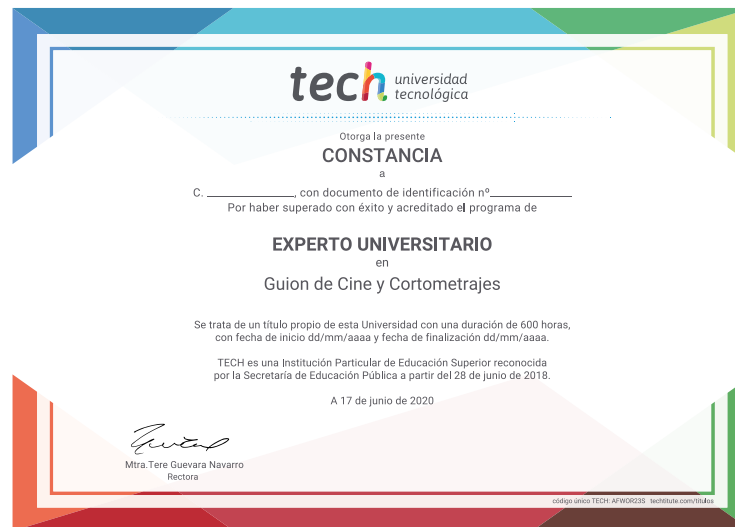 tech universidad
tecnológica
Otorga la presente
CONSTANCIA
a
C. ________________, con documento de identificación nº________________
Por haber superado con éxito y acreditado el programa de
EXPERTO UNIVERSITARIO
en
Guion de Cine y Cortometrajes
Se trata de un título propio de esta Universidad con una duración de 600 horas,
con fecha de inicio dd/mm/aaaa y fecha de finalización dd/mm/aaaa.
TECH es una Institución Particular de Educación Superior reconocida
por la Secretaría de Educación Pública a partir del 28 de junio de 2018.
A 17 de junio de 2020
Mtra.Tere Guevara Navarro
Rectora
código único TECH: AFWOR23S techtitute.com/titulos